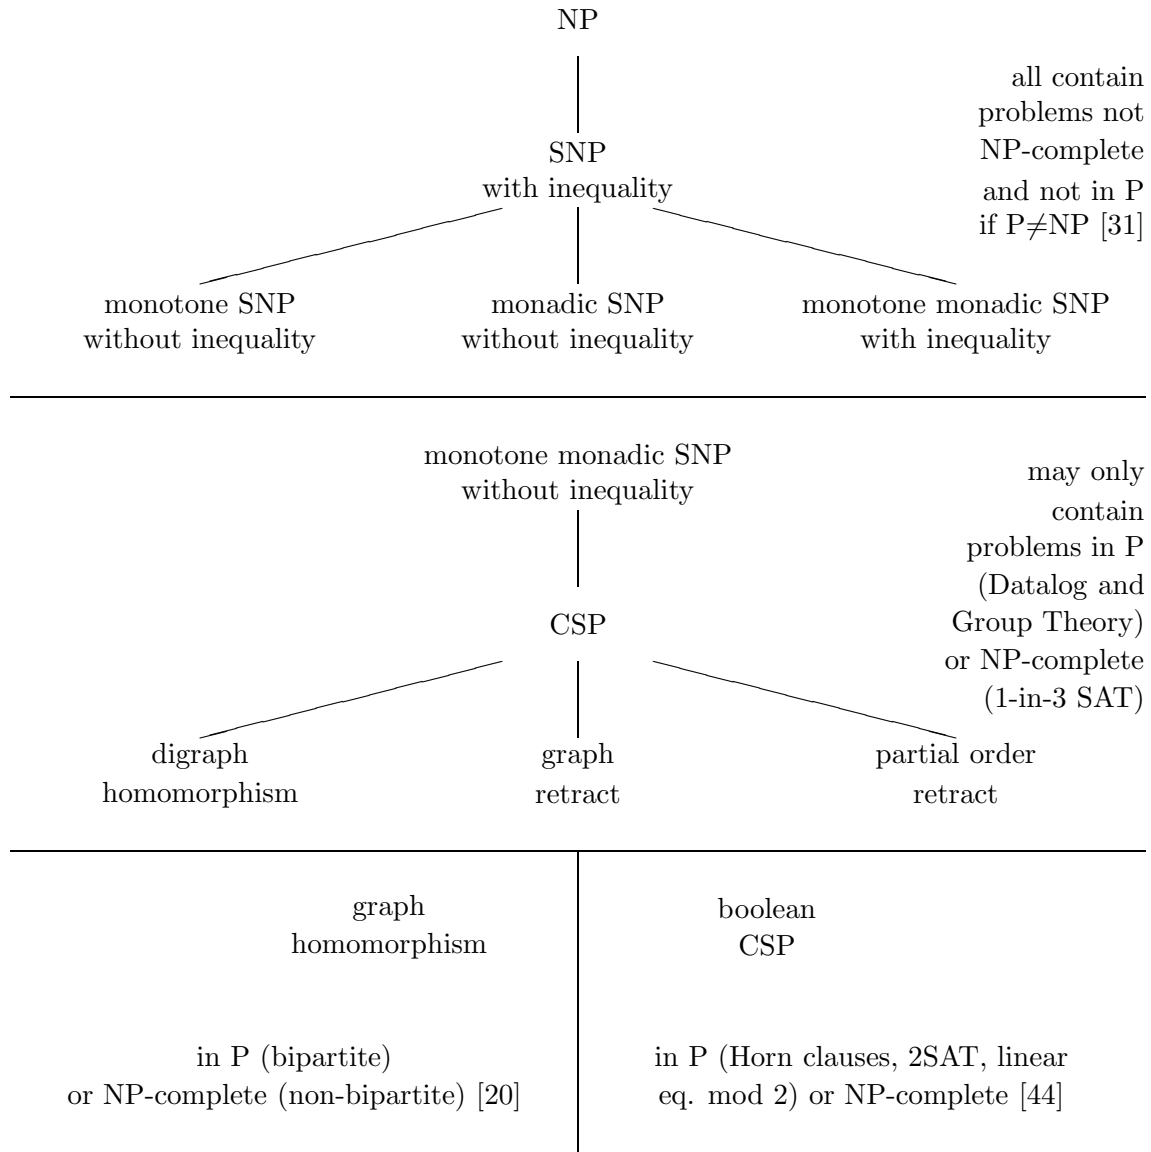 NP
all contain
problems not
NP-complete
and not in P
if P≠NP [31]
SNP
with inequality
monotone SNP
without inequality
monadic SNP
without inequality
monotone monadic SNP
with inequality
monotone monadic SNP
without inequality
may only
contain
problems in P
(Datalog and
Group Theory)
or NP-complete
(1-in-3 SAT)
CSP
digraph
homomorphism
graph
retract
partial order
retract
graph
homomorphism
in P (bipartite)
or NP-complete (non-bipartite) [20]
boolean
CSP
in P (Horn clauses, 2SAT, linear
eq. mod 2) or NP-complete [44]